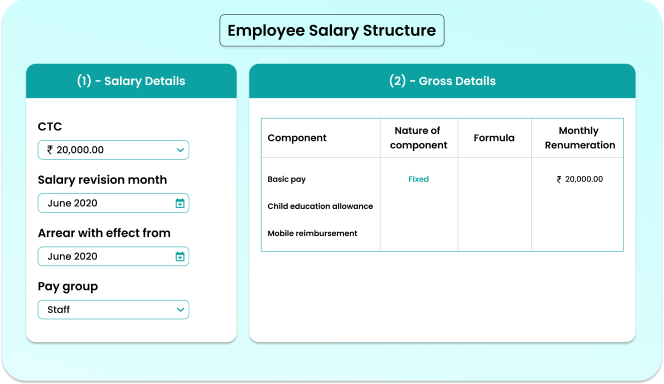 Employee Salary Structure
(1) - Salary Details
CTC
₹ 20,000.00
Salary revision month
June 2020
Arrear with effect from
June 2020
Pay group
Staff
(2) - Gross Details
Component
Nature of
component
Formula
Monthly
Renumeration
Basic pay
Fixed
₹ 20,000.00
Child education allowance
Mobile reimbursement